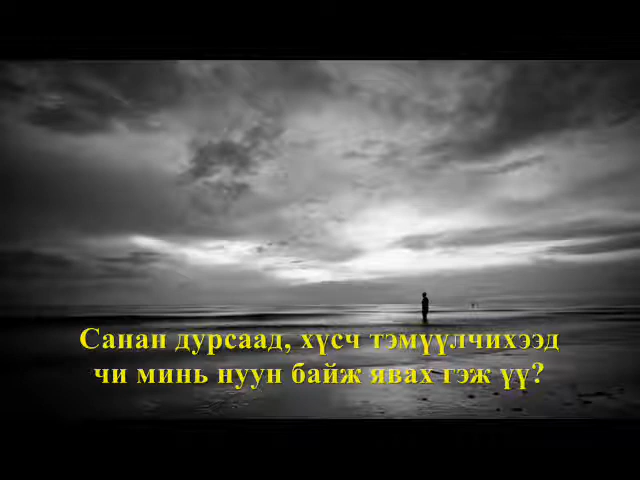 Санан дурсаад, хүсч тэмүүлчихээд
чи минь нуун байж явах гэж үү?